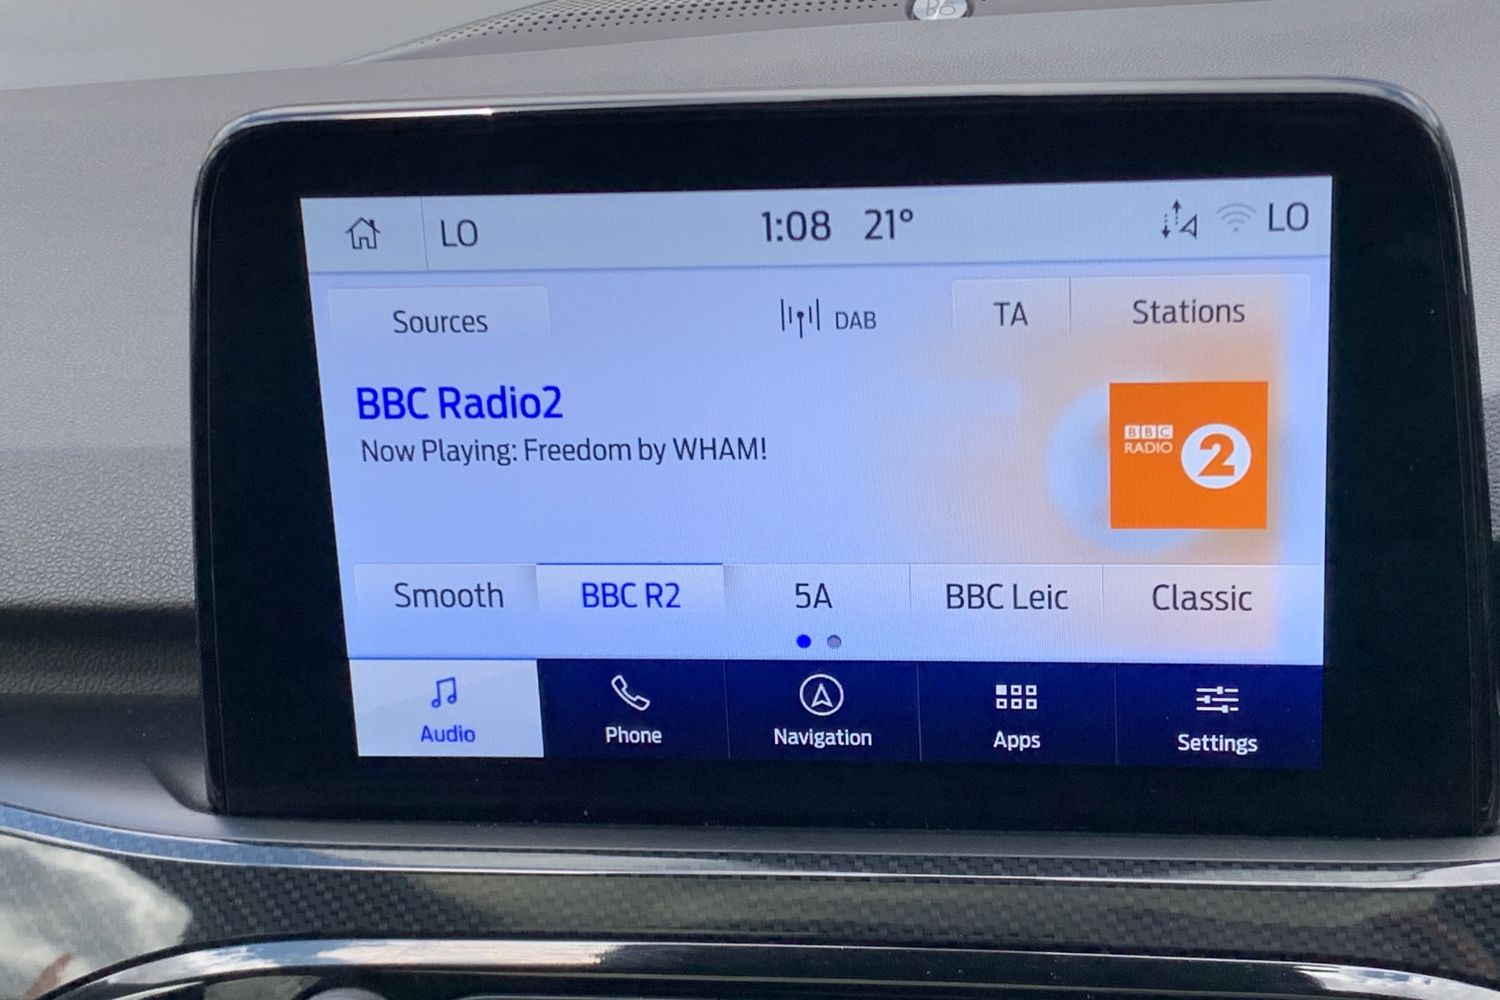 B&O
LO
1:08 21°
LO
Sources
DAB
TA
Stations
BBC Radio2
Now Playing: Freedom by WHAM!
BBC
RADIO
2
Smooth
BBC R2
5A
BBC Leic
Classic
Audio
Phone
Navigation
Apps
Settings